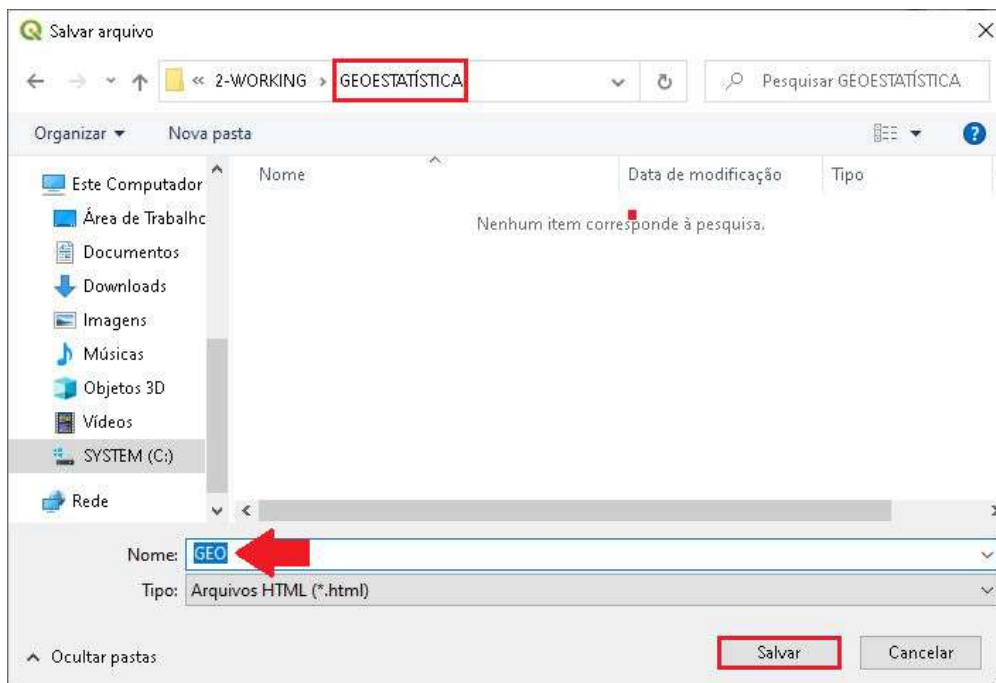 Salvar arquivo
« 2-WORKING › GEOESTATÍSTICA
Pesquisar GEOESTATÍSTICA
Organizar
Nova pasta
Nome
Data de modificação
Tipo
Nenhum item corresponde à pesquisa.
Este Computador
Área de Trabalhc
Documentos
Downloads
Imagens
Músicas
Objetos 3D
Vídeos
SYSTEM (C:)
Rede
Nome: GEO
Tipo: Arquivos HTML (*.html)
Ocultar pastas
Salvar
Cancelar